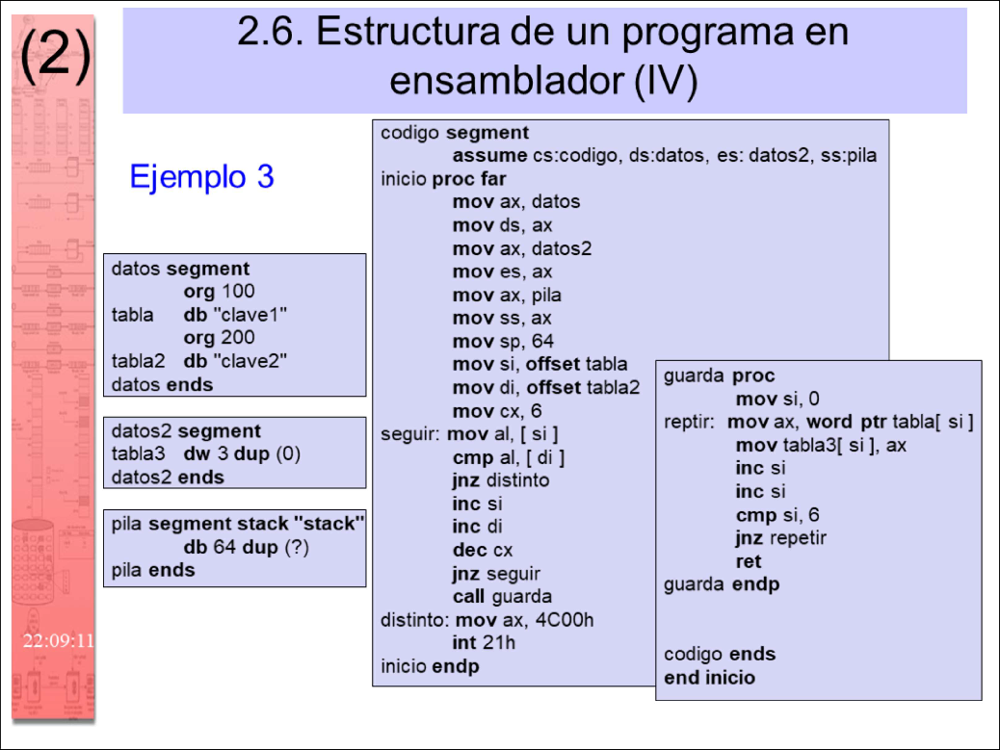 (2)
2.6. Estructura de un programa en
ensamblador (IV)
Ejemplo 3
datos segment
org 100
tabla db "clave1"
org 200
tabla2 db "clave2"
datos ends
datos2 segment
tabla3 dw 3 dup (0)
datos2 ends
pila segment stack "stack"
db 64 dup (?)
pila ends
codigo segment
assume cs:codigo, ds:datos, es: datos2, ss:pila
inicio proc far
mov ax, datos
mov ds, ax
mov ax, datos2
mov es, ax
mov ax, pila
mov ss, ax
mov sp, 64
mov si, offset tabla
mov di, offset tabla2
mov cx, 6
seguir: mov al, [ si ]
cmp al, [ di ]
jnz distinto
inc si
inc di
dec cx
jnz seguir
call guarda
distinto: mov ax, 4C00h
int 21h
inicio endp
guarda proc
mov si, 0
reptir: mov ax, word ptr tabla[ si ]
mov tabla3[ si ], ax
inc si
inc si
cmp si, 6
jnz repetir
ret
guarda endp
codigo ends
end inicio
22:09:11